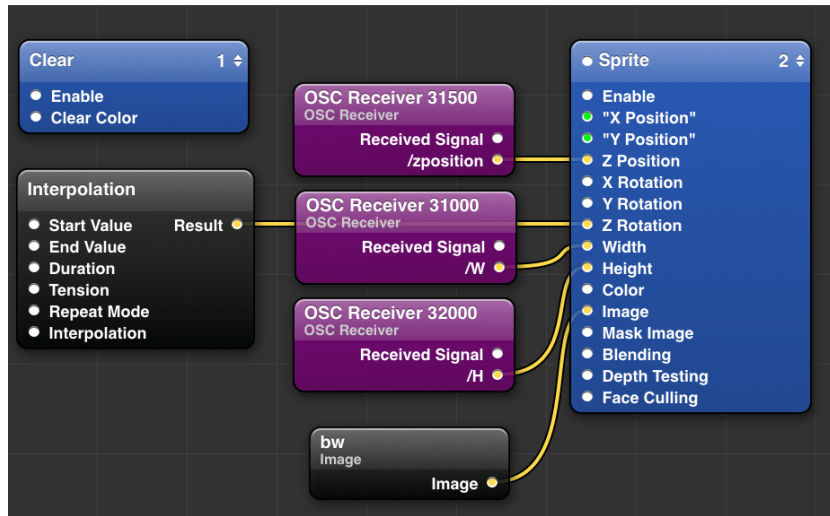 Clear 1
Enable
Clear Color
Interpolation
Start Value Result
End Value
Duration
Tension
Repeat Mode
Interpolation
OSC Receiver 31500
OSC Receiver
Received Signal
/zposition
OSC Receiver 31000
OSC Receiver
Received Signal
/W
OSC Receiver 32000
OSC Receiver
Received Signal
/H
bw
Image
Image
Sprite 2
Enable
"X Position"
"Y Position"
Z Position
X Rotation
Y Rotation
Z Rotation
Width
Height
Color
Image
Mask Image
Blending
Depth Testing
Face Culling